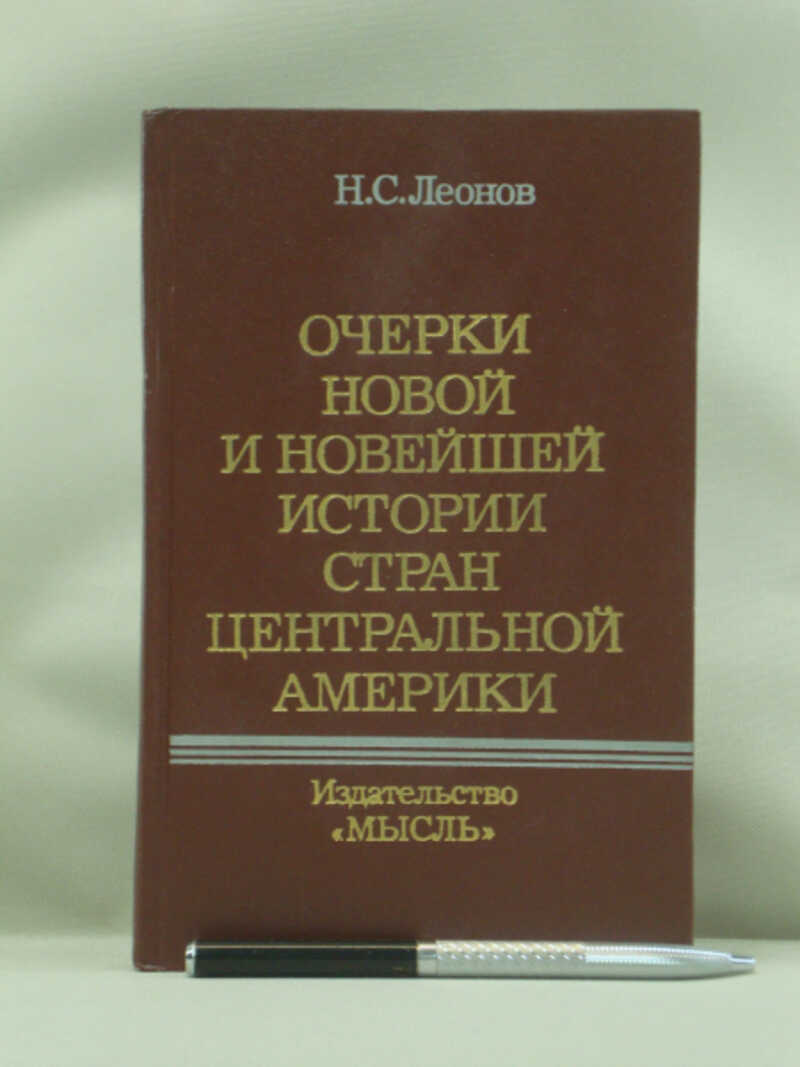 Н.С.Леонов
ОЧЕРКИ
НОВОЙ
И НОВЕЙШЕЙ
ИСТОРИИ
СТРАН
ЦЕНТРАЛЬНОЙ
АМЕРИКИ
Издательство
«МЫСЛЬ»